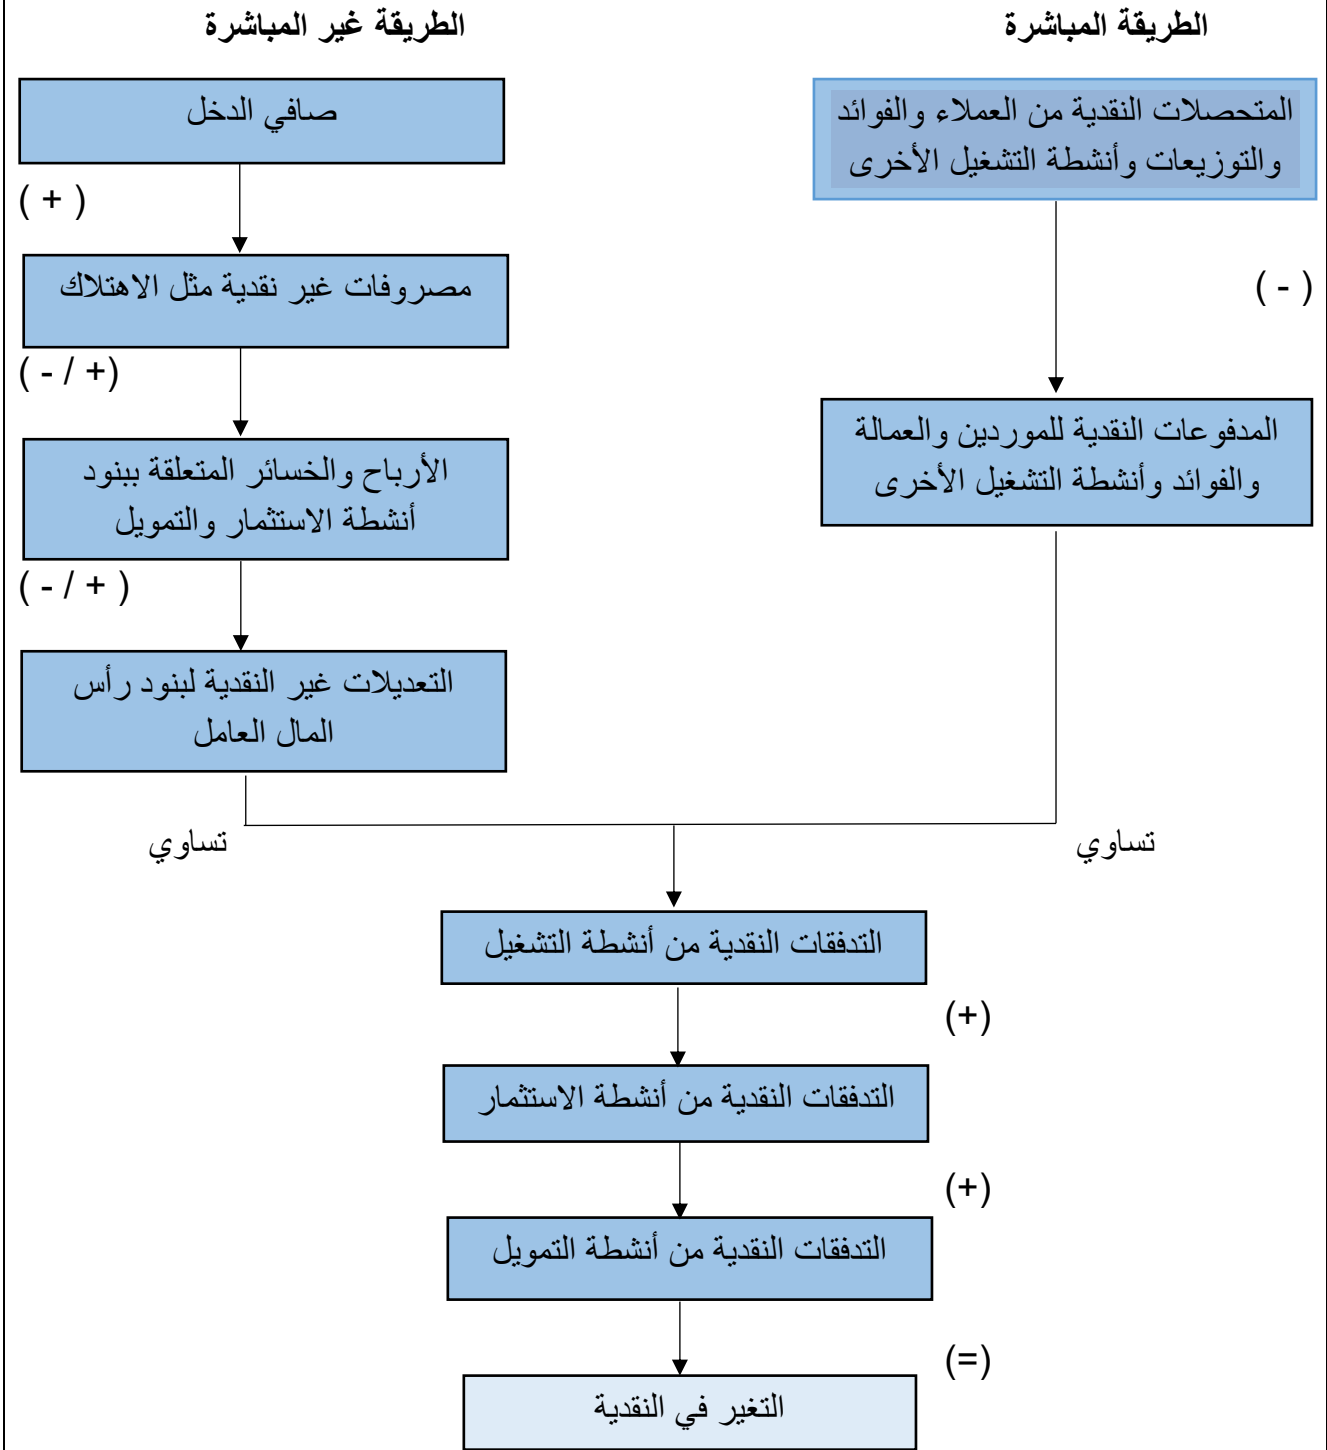 الطريقة المباشرة
المتحصلات النقدية من العملاء والفوائد
والتوزيعات وأنشطة التشغيل الأخرى
( - )
المدفوعات النقدية للموردين والعمالة
والفوائد وأنشطة التشغيل الأخرى
تساوي
الطريقة غير المباشرة
صافي الدخل
( + )
مصروفات غير نقدية مثل الاهتلاك
( - / +)
الأرباح والخسائر المتعلقة ببنود
أنشطة الاستثمار والتمويل
( - / + )
التعديلات غير النقدية لبنود رأس
المال العامل
تساوي
التدفقات النقدية من أنشطة التشغيل
(+)
التدفقات النقدية من أنشطة الاستثمار
(+)
التدفقات النقدية من أنشطة التمويل
(=)
التغير في النقدية